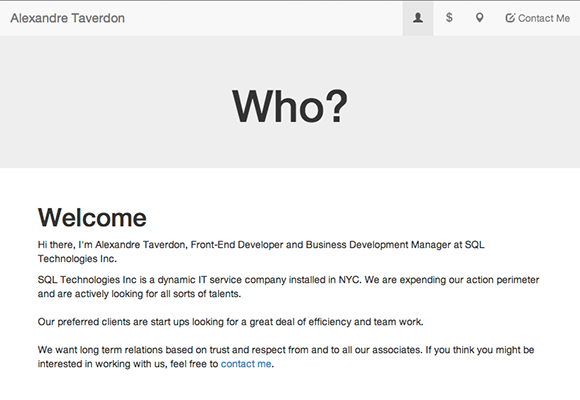 Alexandre Taverdon
$
Contact Me
Who?
Welcome
Hi there, I'm Alexandre Taverdon, Front-End Developer and Business Development Manager at SQL
Technologies Inc.
SQL Technologies Inc is a dynamic IT service company installed in NYC. We are expending our action perimeter
and are actively looking for all sorts of talents.
Our preferred clients are start ups looking for a great deal of efficiency and team work.
We want long term relations based on trust and respect from and to all our associates. If you think you might be
interested in working with us, feel free to contact me.